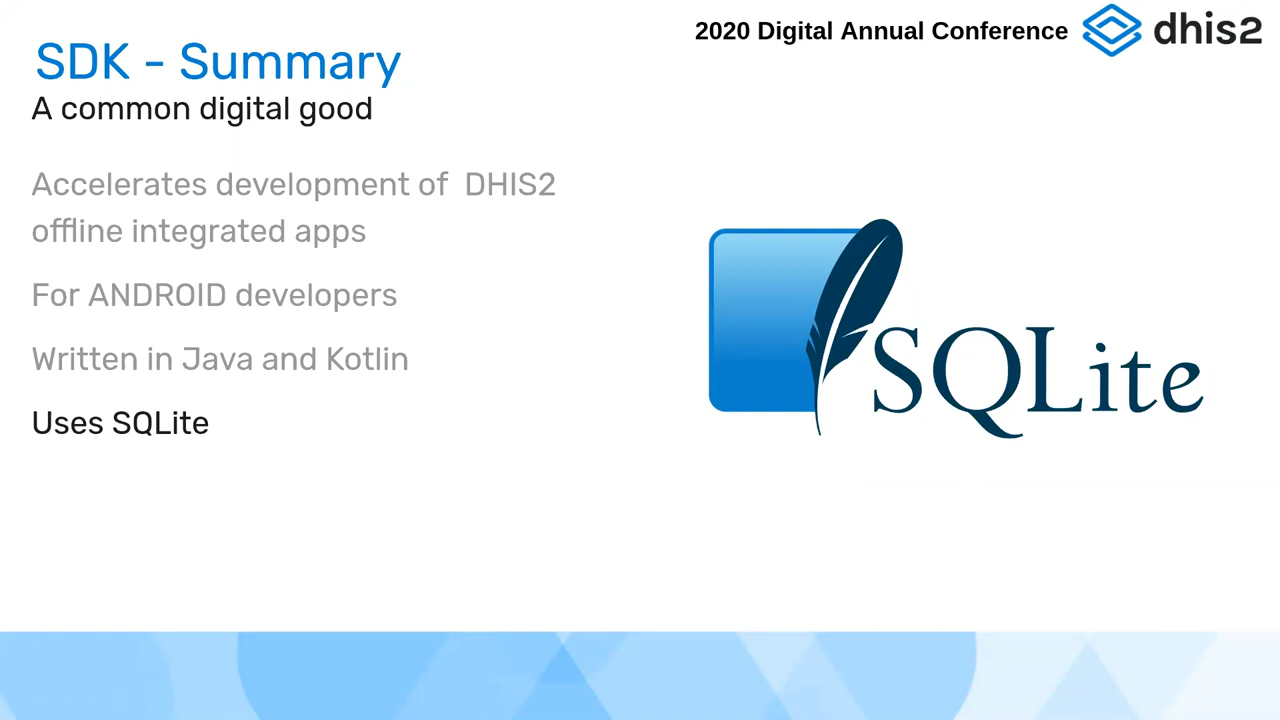 2020 Digital Annual Conference dhis2
SDK - Summary
A common digital good
Accelerates development of DHIS2
offline integrated apps
For ANDROID developers
Written in Java and Kotlin
Uses SQLite
SQLite